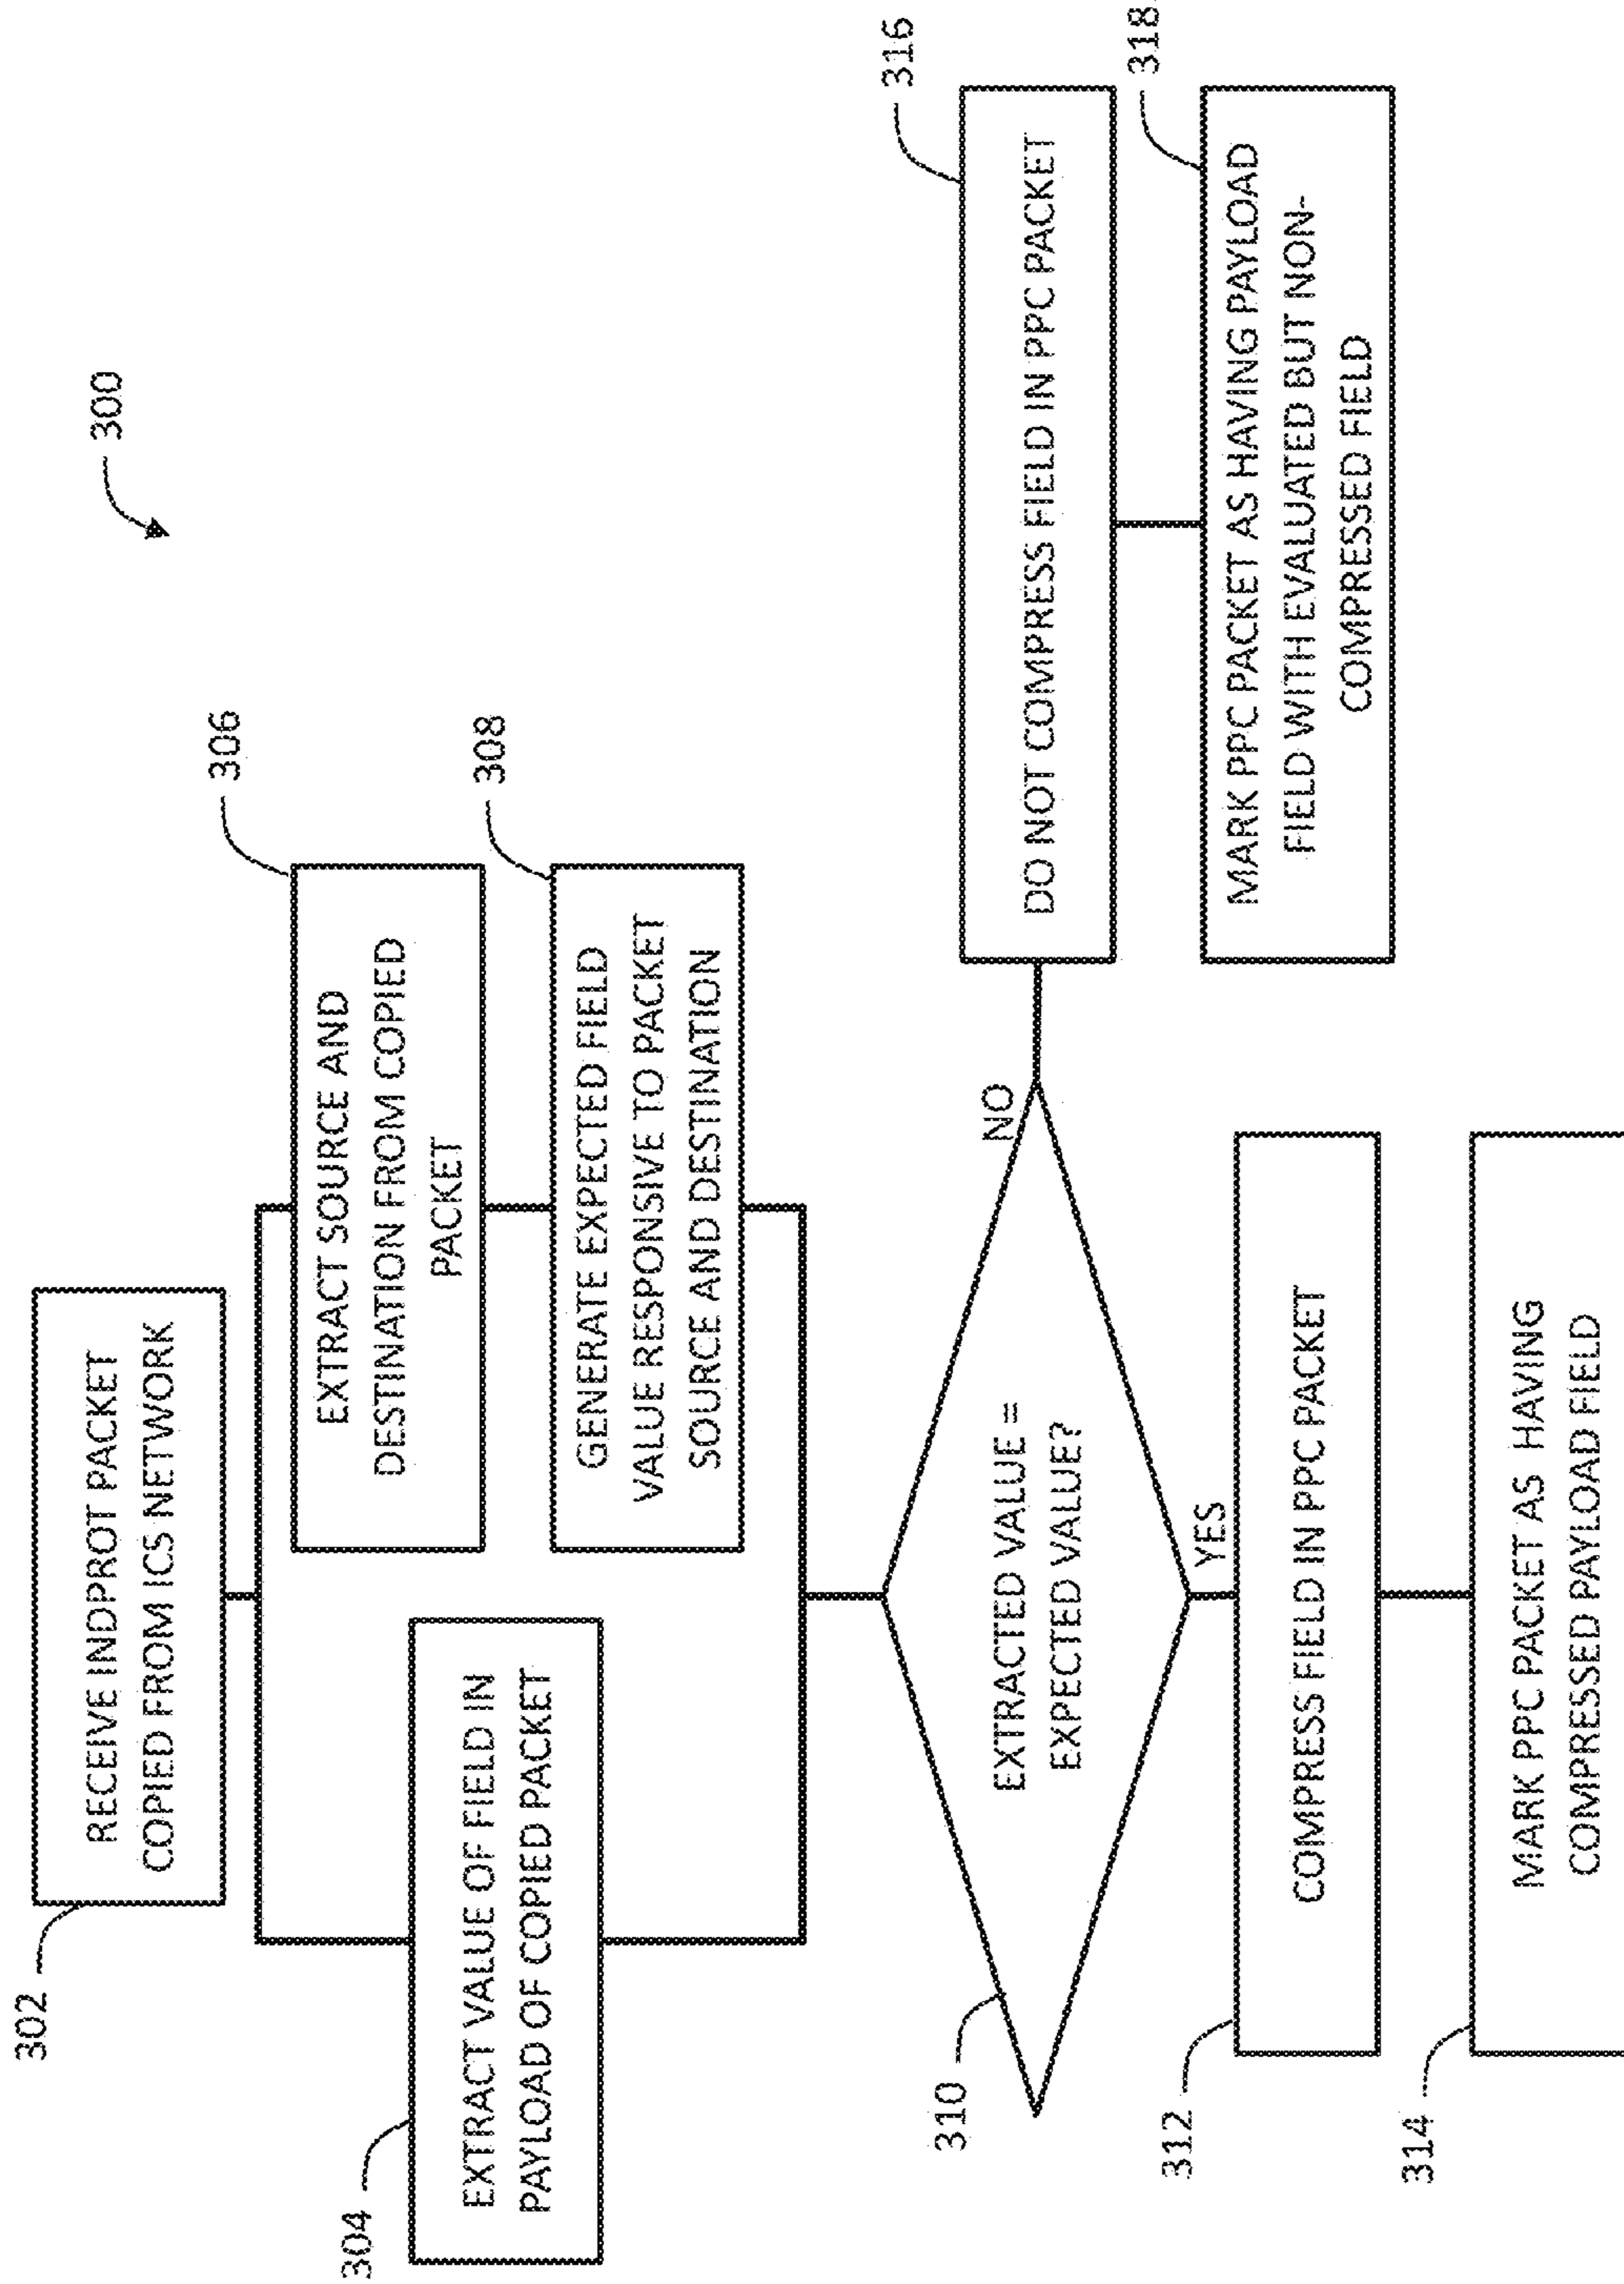 300
302
RECEIVE INDPROT PACKET
COPIED FROM ICS NETWORK
304
EXTRACT VALUE OF FIELD IN
PAYLOAD OF COPIED PACKET
306
EXTRACT SOURCE AND
DESTINATION FROM COPIED
PACKET
308
GENERATE EXPECTED FIELD
VALUE RESPONSIVE TO PACKET
SOURCE AND DESTINATION
310
EXTRACTED VALUE =
EXPECTED VALUE?
NO
YES
312
COMPRESS FIELD IN PPC PACKET
314
MARK PPC PACKET AS HAVING
COMPRESSED PAYLOAD FIELD
316
DO NOT COMPRESS FIELD IN PPC PACKET
318
MARK PPC PACKET AS HAVING PAYLOAD
FIELD WITH EVALUATED BUT NON-
COMPRESSED FIELD